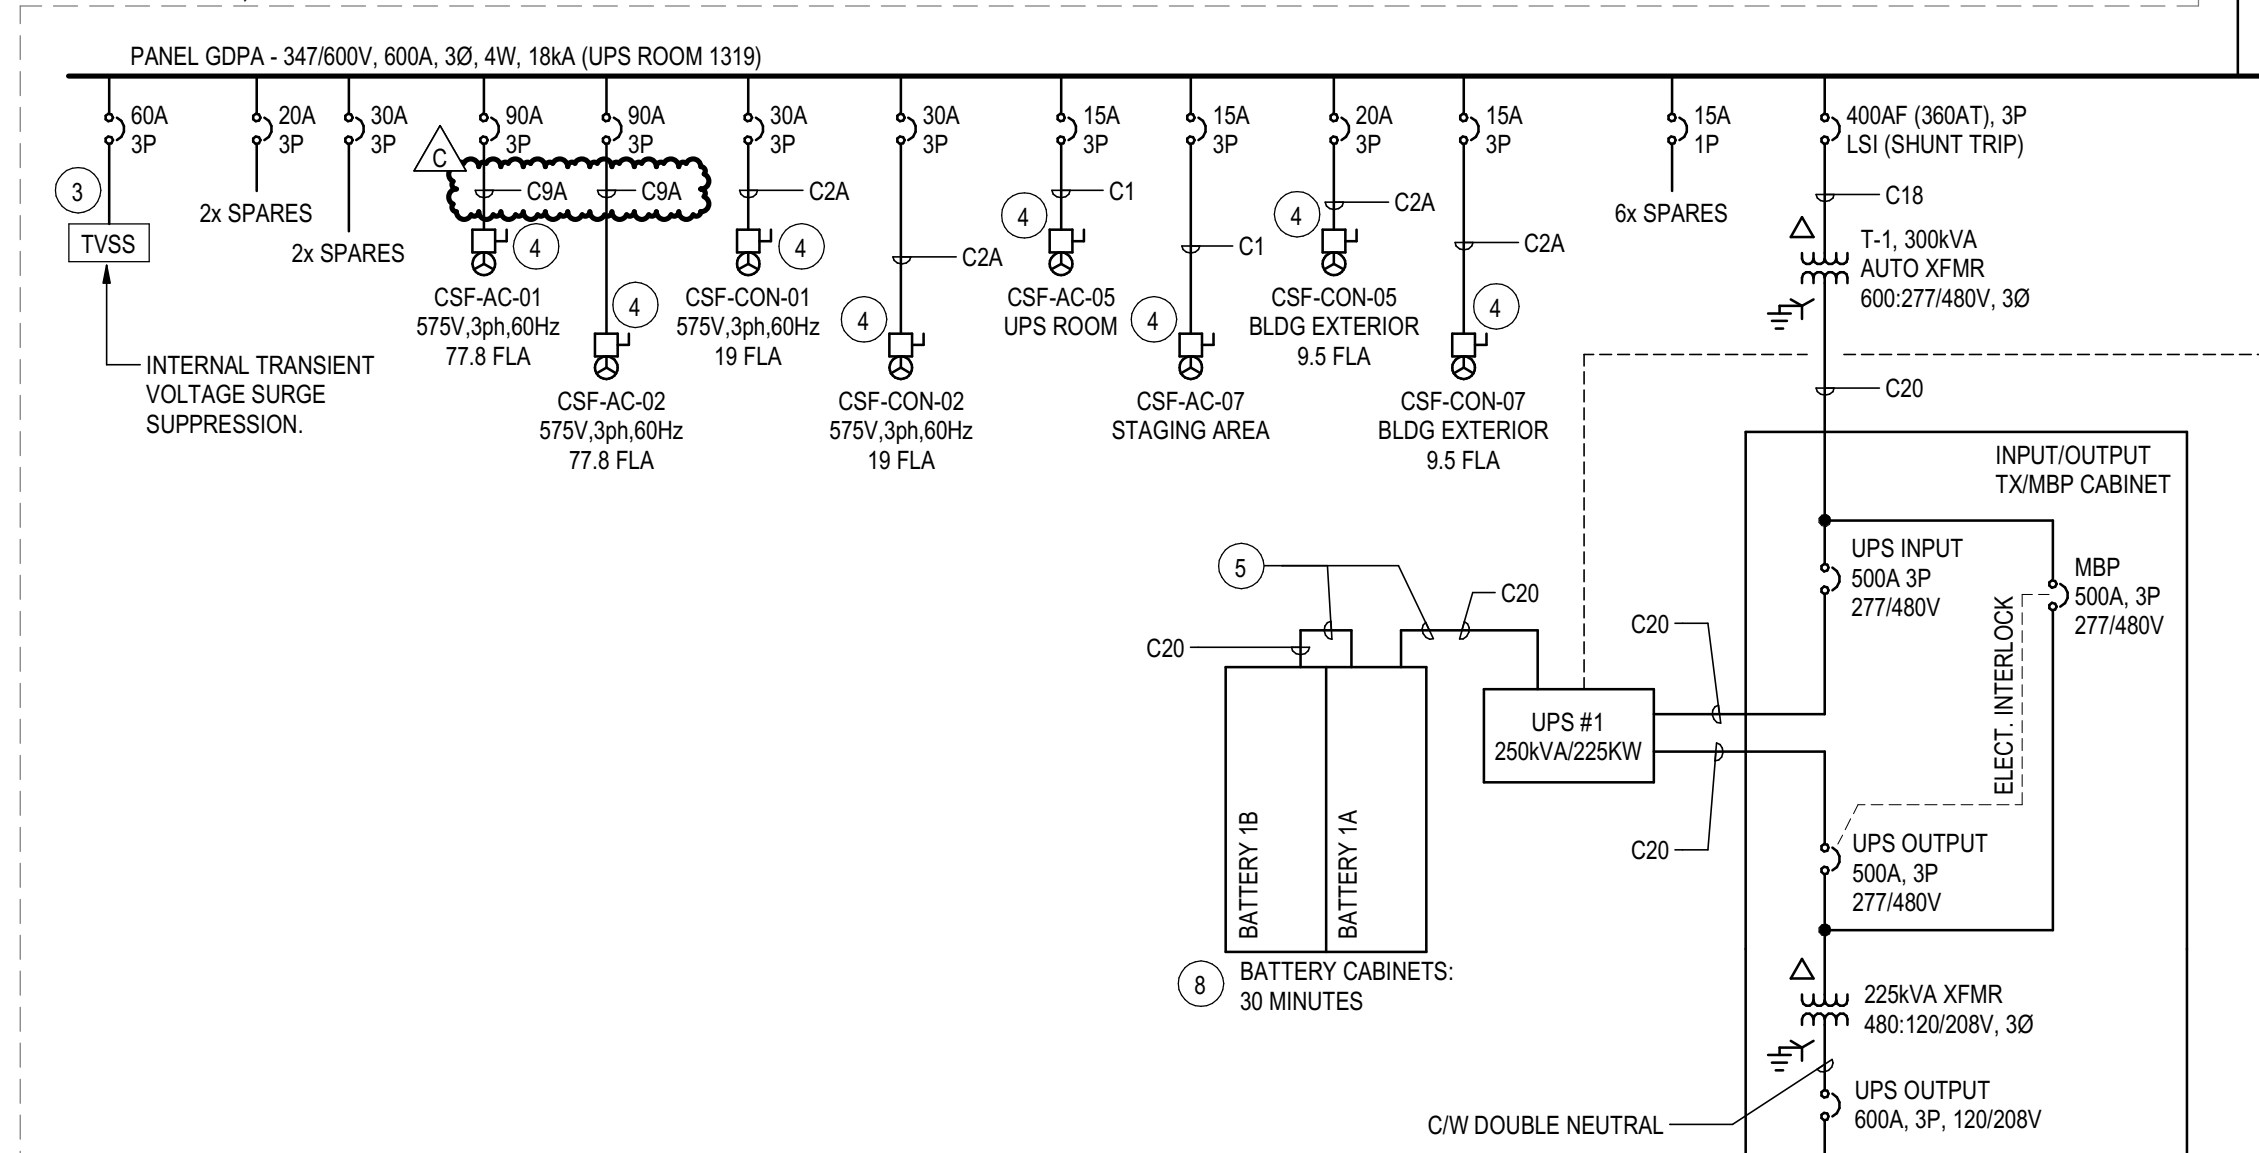 PANEL GDPA - 347/600V, 600A, 3Ø, 4W, 18kA (UPS ROOM 1319)
60A
3P
3
TVSS
INTERNAL TRANSIENT
VOLTAGE SURGE
SUPPRESSION.
20A
3P
2x SPARES
30A
3P
2x SPARES
C
90A
3P
C9A
4
CSF-AC-01
575V,3ph,60Hz
77.8 FLA
90A
3P
C9A
4
CSF-AC-02
575V,3ph,60Hz
77.8 FLA
30A
3P
C2A
4
CSF-CON-01
575V,3ph,60Hz
19 FLA
30A
3P
C2A
4
CSF-CON-02
575V,3ph,60Hz
19 FLA
15A
3P
C1
4
CSF-AC-05
UPS ROOM
15A
3P
C1
4
CSF-AC-07
STAGING AREA
20A
3P
C2A
4
CSF-CON-05
BLDG EXTERIOR
9.5 FLA
15A
3P
C2A
4
CSF-CON-07
BLDG EXTERIOR
9.5 FLA
15A
1P
6x SPARES
400AF (360AT), 3P
LSI (SHUNT TRIP)
C18
T-1, 300kVA
AUTO XFMR
600:277/480V, 3Ø
C20
INPUT/OUTPUT
TX/MBP CABINET
UPS INPUT
500A 3P
277/480V
MBP
500A, 3P
277/480V
ELECT. INTERLOCK
5
C20
C20
C20
UPS #1
250kVA/225KW
C20
BATTERY 1B
BATTERY 1A
8
BATTERY CABINETS:
30 MINUTES
UPS OUTPUT
500A, 3P
277/480V
225kVA XFMR
480:120/208V, 3Ø
C/W DOUBLE NEUTRAL
UPS OUTPUT
600A, 3P, 120/208V